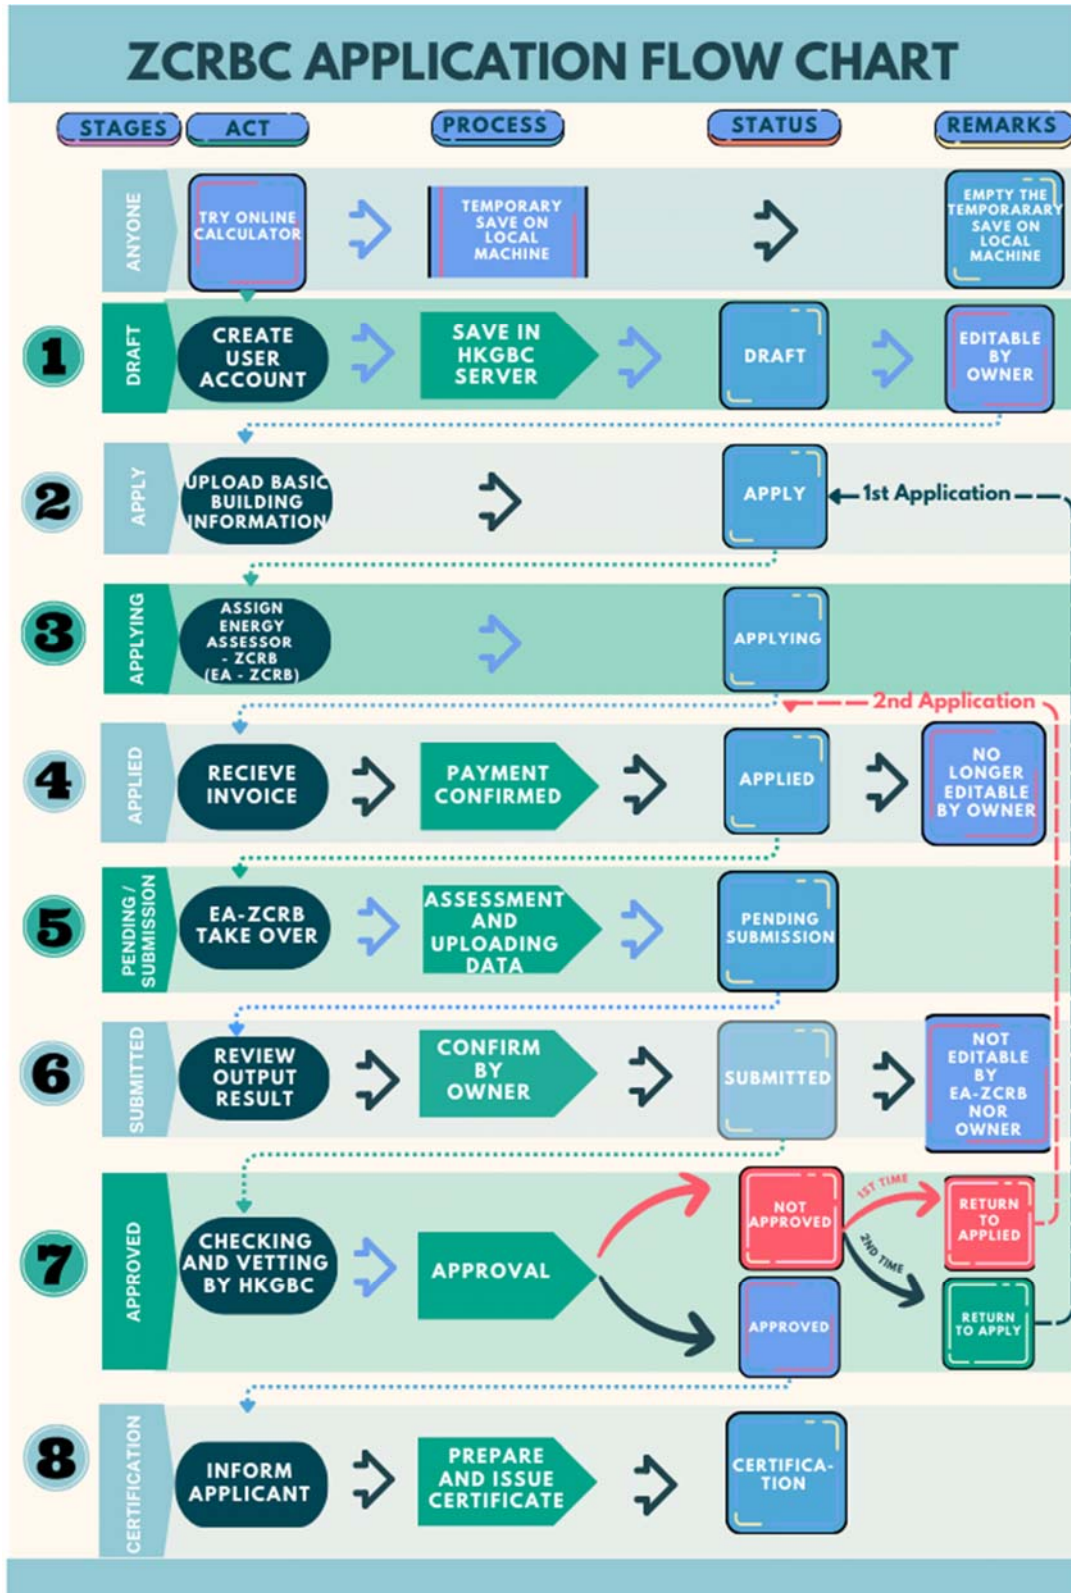 ZCRBC APPLICATION FLOW CHART
STAGES
ACT
PROCESS
STATUS
REMARKS
ANYONE
TRY ONLINE
CALCULATOR
TEMPORARY
SAVE ON
LOCAL
MACHINE
EMPTY THE
TEMPORARARY
SAVE ON
LOCAL
MACHINE
1
DRAFT
CREATE
USER
ACCOUNT
SAVE IN
HKGBC
SERVER
DRAFT
EDITABLE
BY
OWNER
2
APPLY
UPLOAD BASIC
BUILDING
INFORMATION
APPLY
1st Application
3
APPLYING
ASSIGN
ENERGY
ASSESSOR
- ZCRB
(EA - ZCRB)
APPLYING
2nd Application
4
APPLIED
RECIEVE
INVOICE
PAYMENT
CONFIRMED
APPLIED
NO
LONGER
EDITABLE
BY OWNER
5
PENDING /
SUBMISSION
EA-ZCRB
TAKE OVER
ASSESSMENT
AND
UPLOADING
DATA
PENDING
SUBMISSION
6
SUBMITTED
REVIEW
OUTPUT
RESULT
CONFIRM
BY
OWNER
SUBMITTED
NOT
EDITABLE
BY
EA-ZCRB
NOR
OWNER
7
APPROVED
CHECKING
AND VETTING
BY HKGBC
APPROVAL
NOT
APPROVED
1ST TIME
RETURN
TO
APPLIED
2ND TIME
APPROVED
RETURN
TO APPLY
8
CERTIFICATION
INFORM
APPLICANT
PREPARE
AND ISSUE
CERTIFICATE
CERTIFICA-
TION